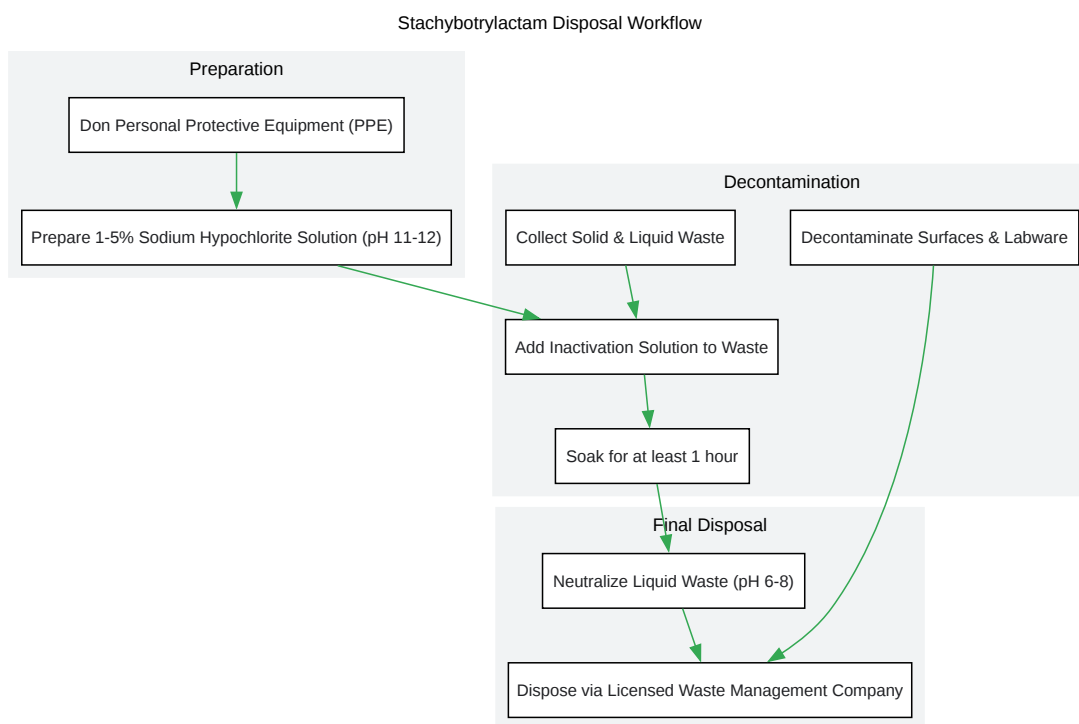 Stachybotrylactam Disposal Workflow
Preparation
Don Personal Protective Equipment (PPE)
Prepare 1-5% Sodium Hypochlorite Solution (pH 11-12)
Decontamination
Collect Solid & Liquid Waste
Decontaminate Surfaces & Labware
Add Inactivation Solution to Waste
Soak for at least 1 hour
Final Disposal
Neutralize Liquid Waste (pH 6-8)
Dispose via Licensed Waste Management Company